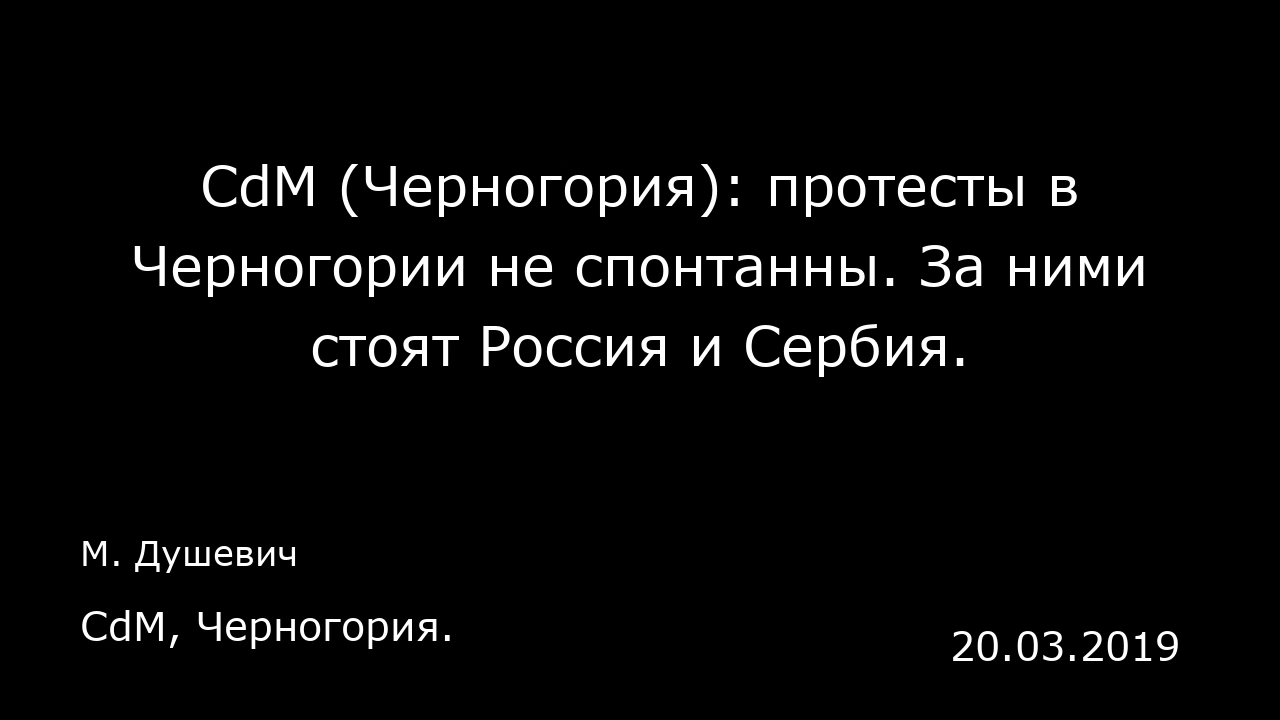 CdM (Черногория): протесты в
Черногории не спонтанны. За ними
стоят Россия и Сербия.
М. Душевич
CdM, Черногория.
20.03.2019